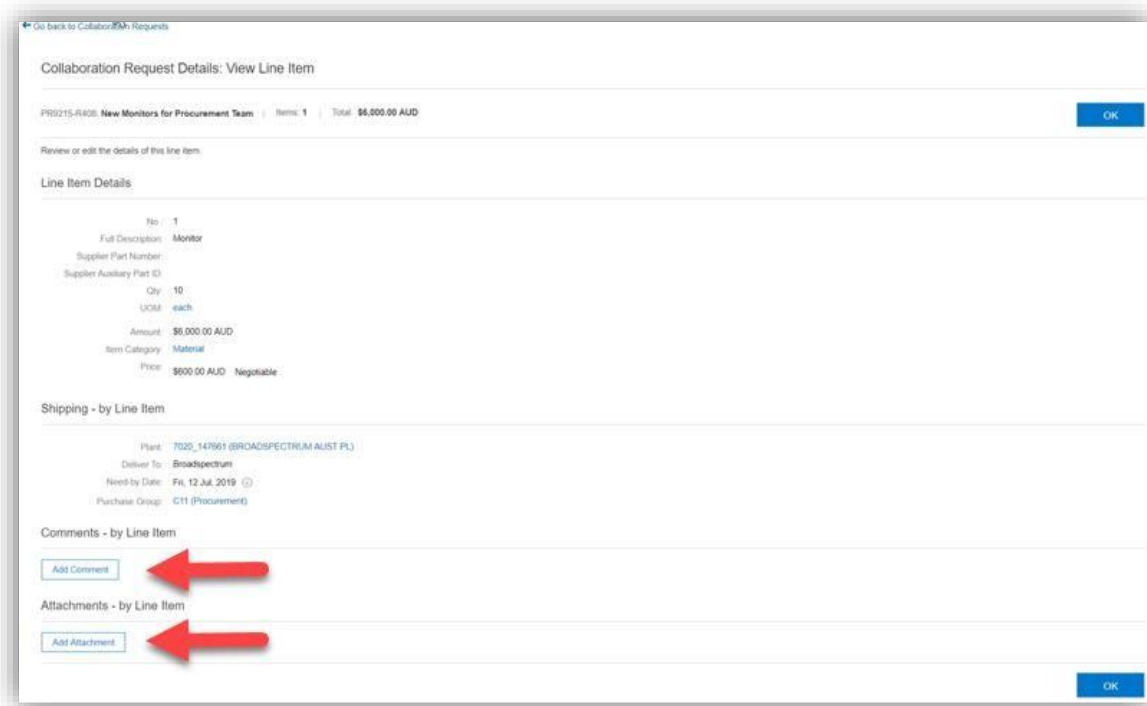 Go back to Collaboration Requests
Collaboration Request Details: View Line Item
PR9215-R408: New Monitors for Procurement Team | Items: 1 | Total: $6,000.00 AUD
OK
Review or edit the details of this line item.
Line Item Details
No.: 1
Full Description: Monitor
Supplier Part Number:
Supplier Auxiliary Part ID:
Qty: 10
UOM: each
Amount: $6,000.00 AUD
Item Category: Material
Price: $600.00 AUD Negotiable
Shipping - by Line Item
Plant: 7020_147661 (BROADSPECTRUM AUST PL)
Deliver To: Broadspectrum
Need-by Date: Fri, 12 Jul, 2019
Purchase Group: C11 (Procurement)
Comments - by Line Item
Add Comment
Attachments - by Line Item
Add Attachment
OK